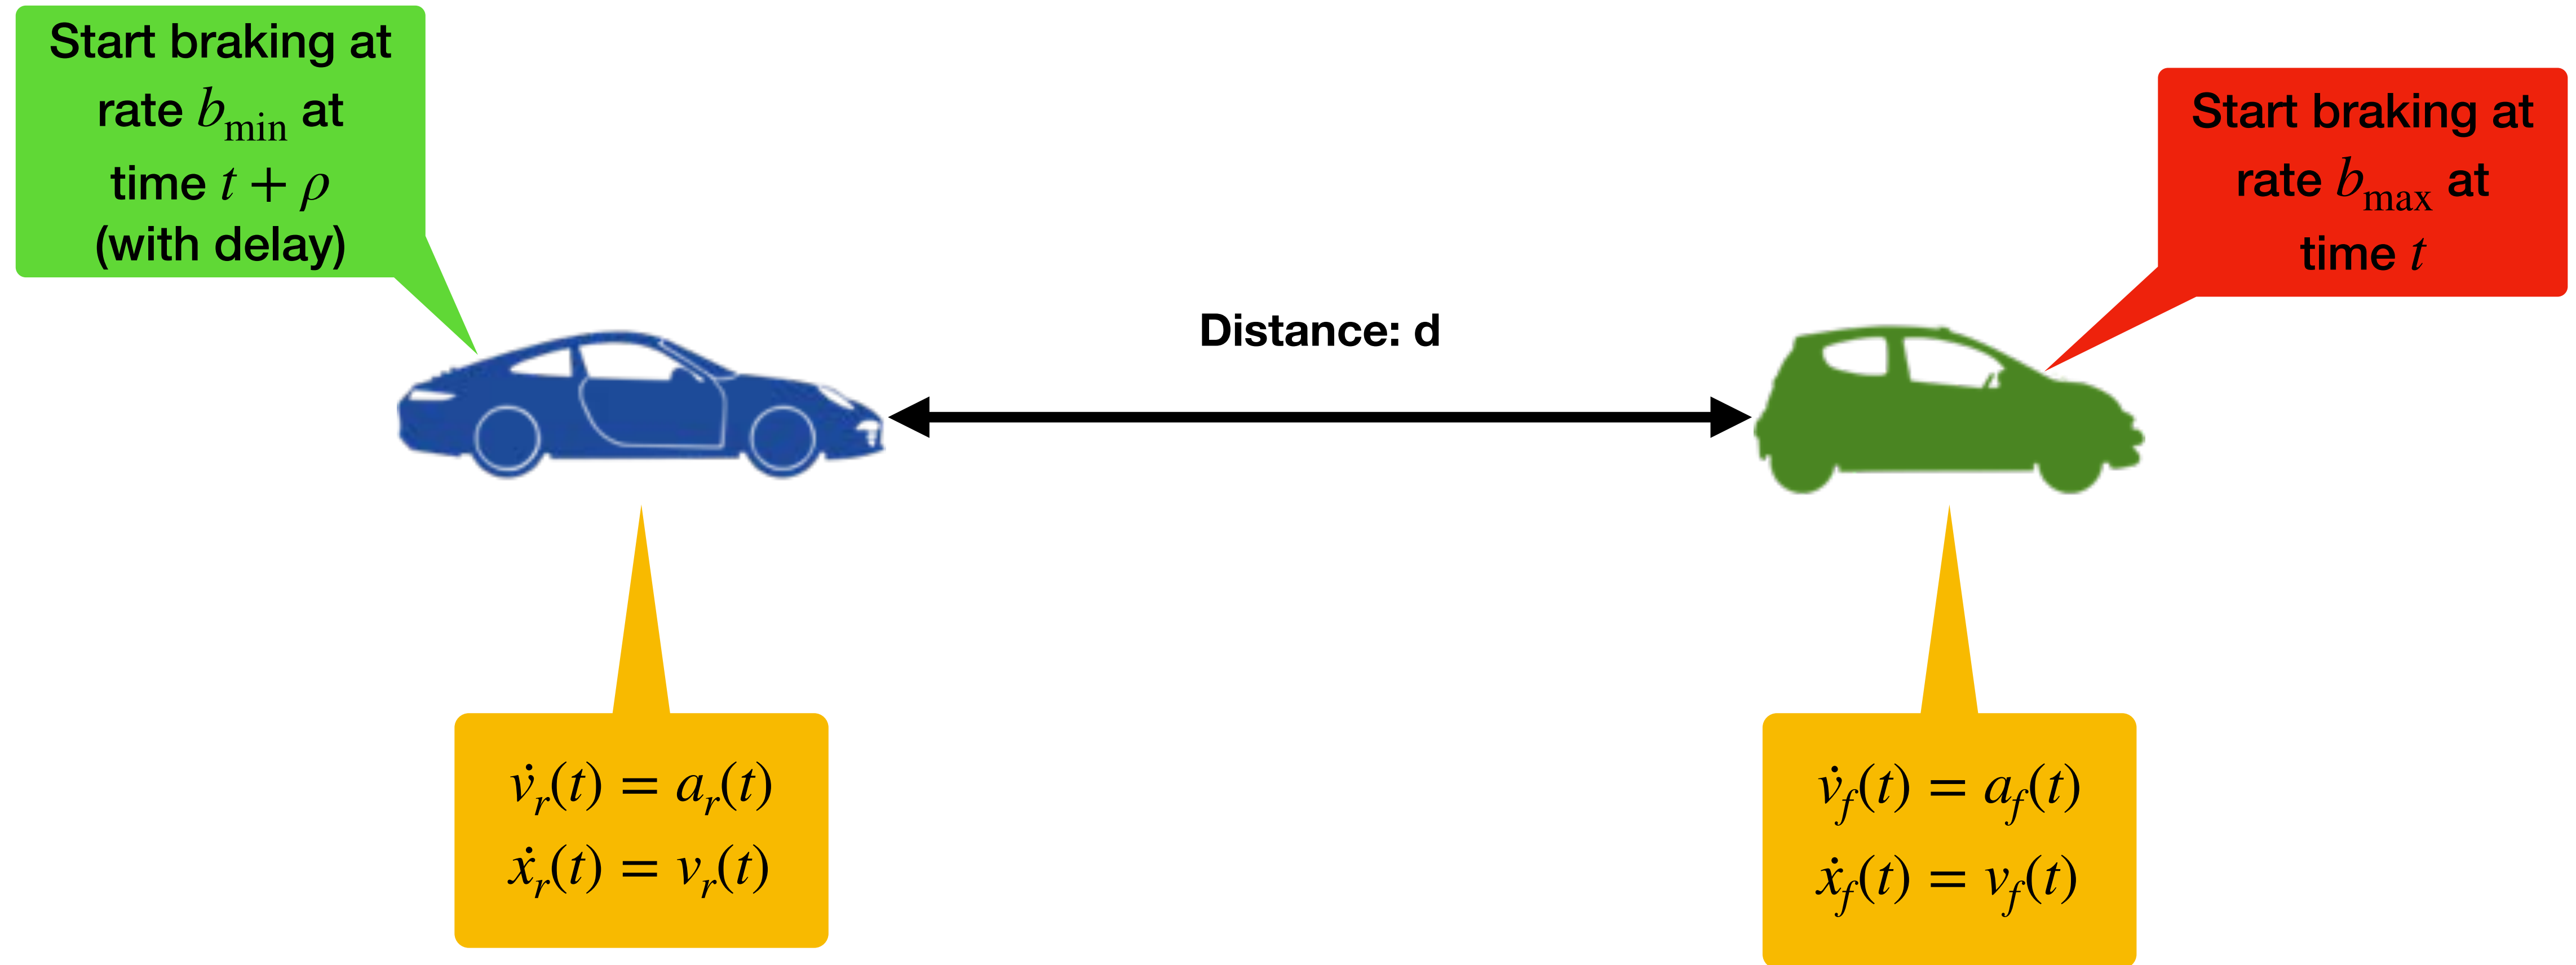 Start braking at
rate b_min at
time t + ρ
(with delay)
Start braking at
rate b_max at
time t
Distance: d
v̇_r(t) = a_r(t)
ẋ_r(t) = v_r(t)
v̇_f(t) = a_f(t)
ẋ_f(t) = v_f(t)